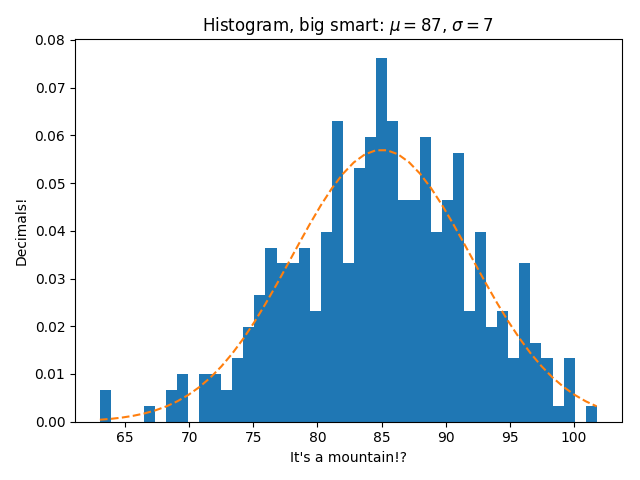 Histogram, big smart: μ = 87, σ = 7
0.08
0.07
0.06
0.05
0.04
0.03
0.02
0.01
0.00
Decimals!
65 70 75 80 85 90 95 100
It's a mountain!?